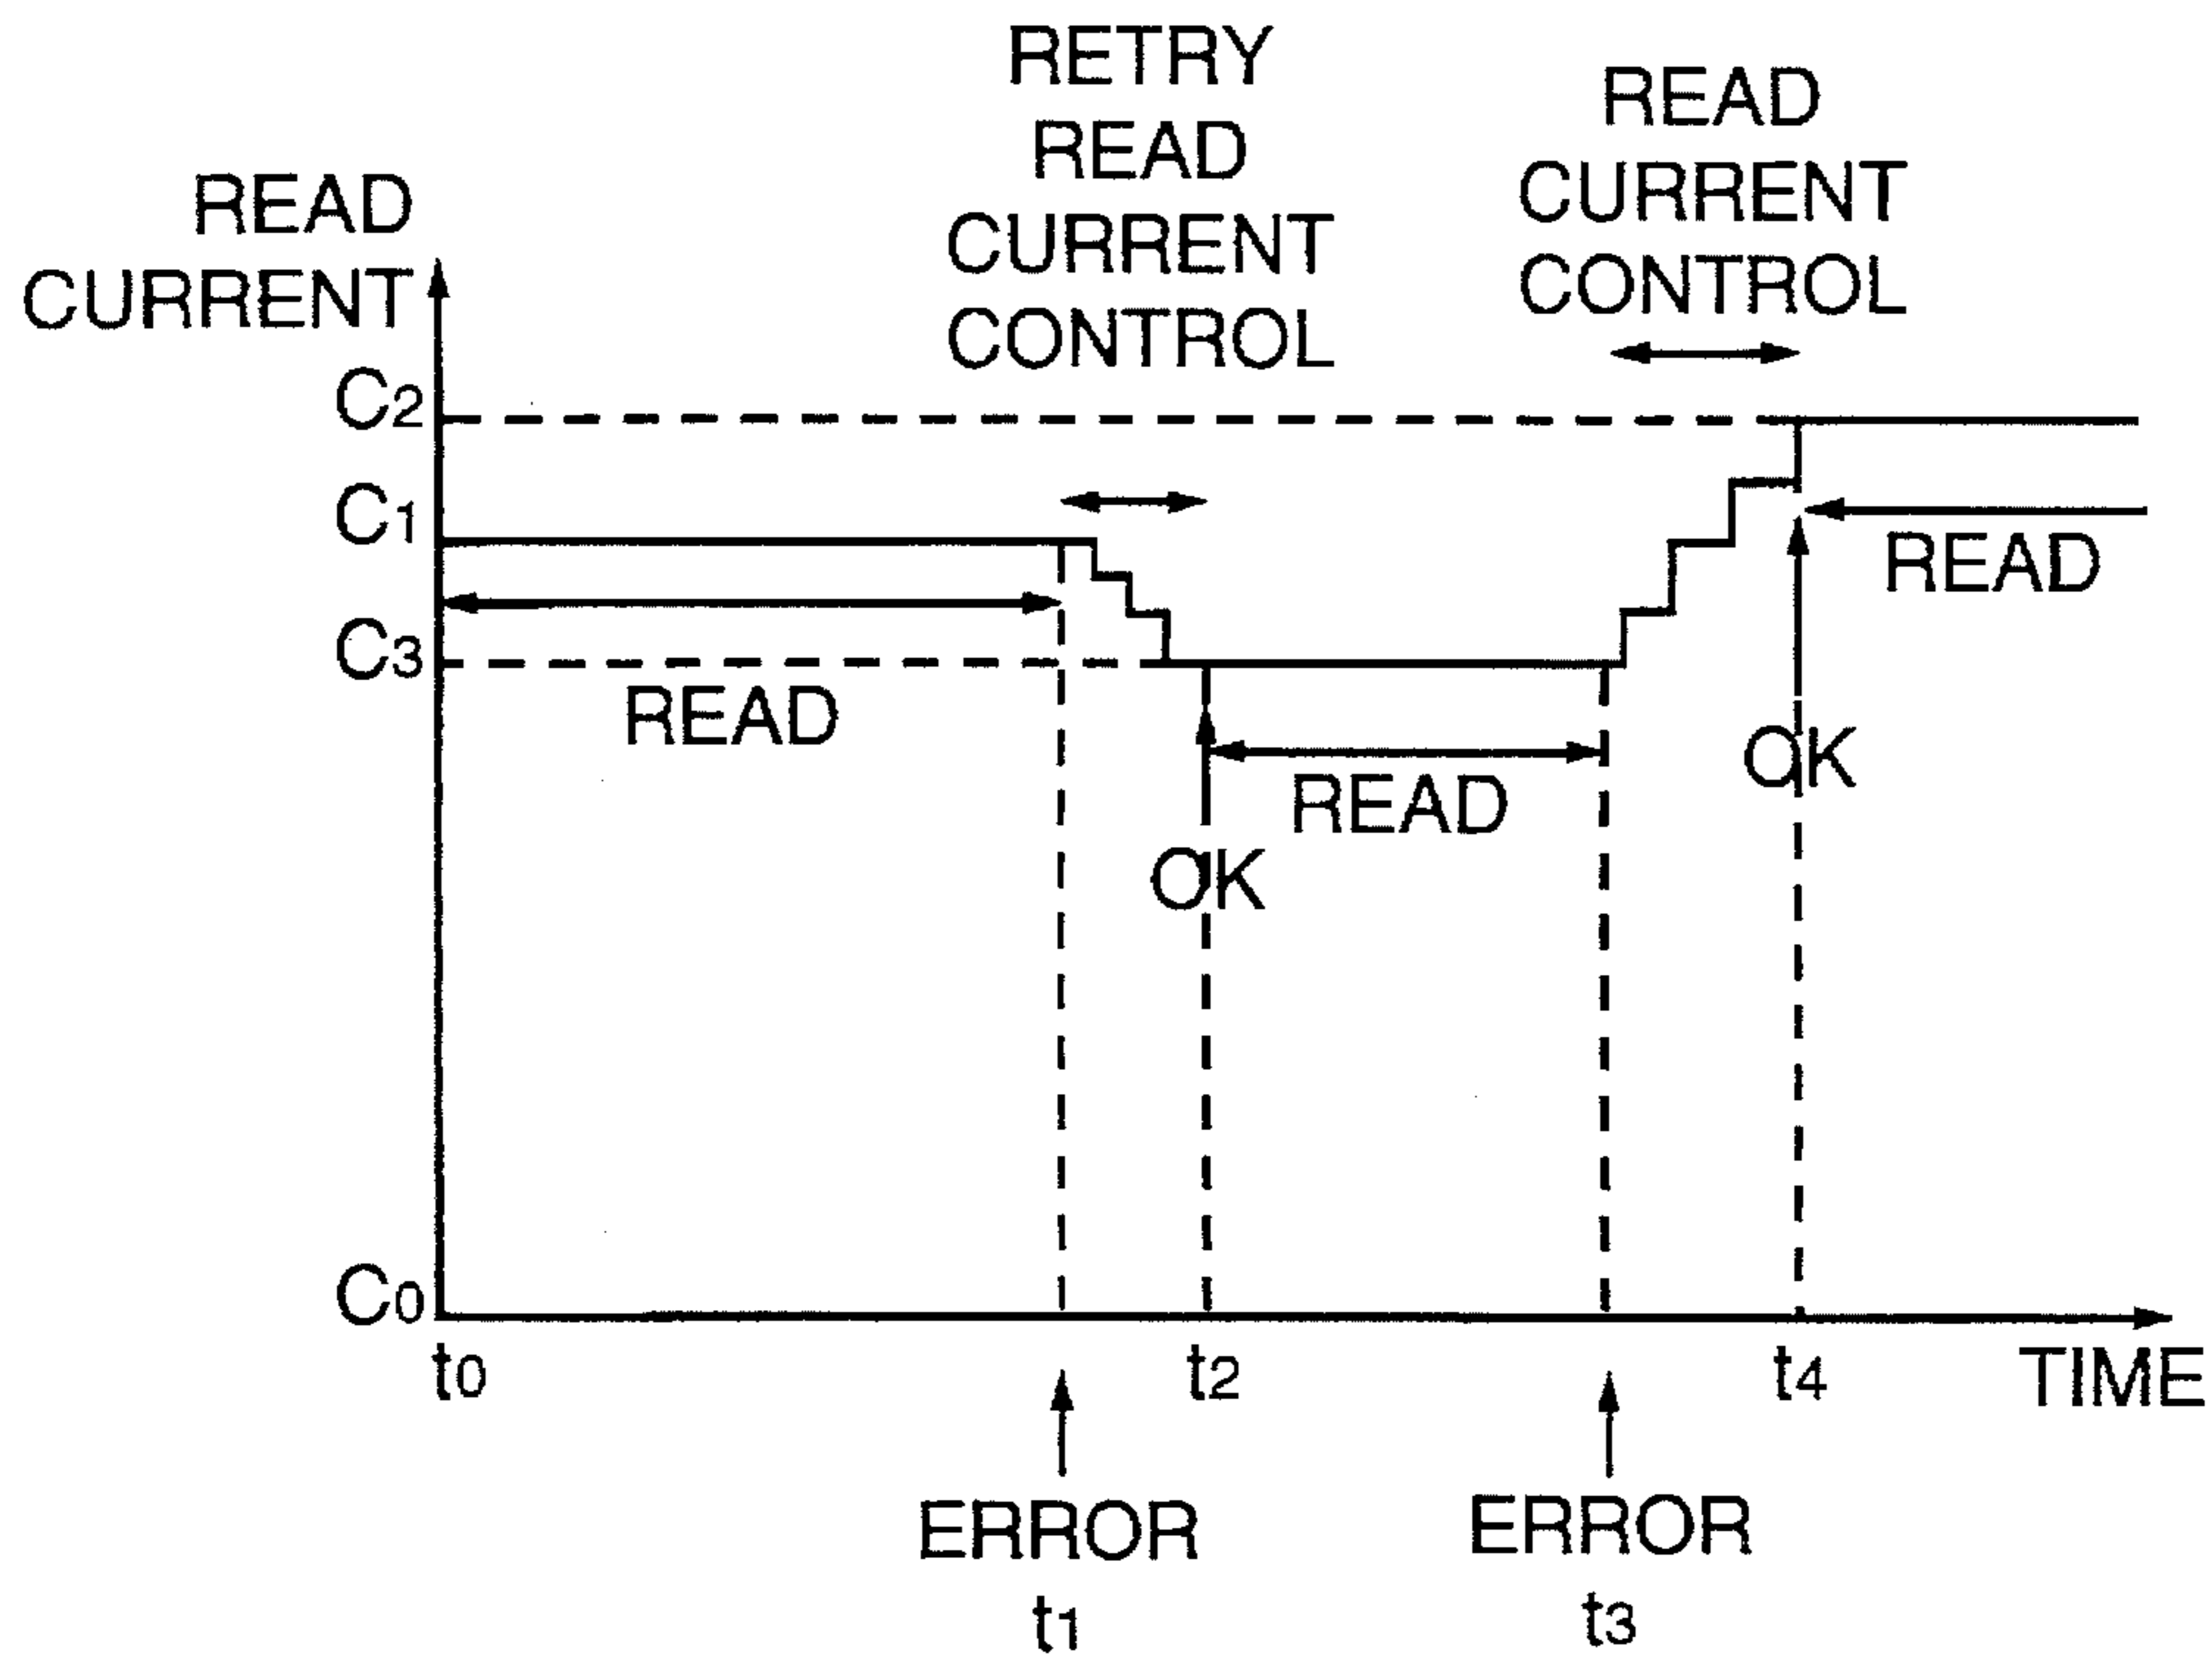 RETRY
READ
CURRENT
CONTROL
READ
CURRENT
CONTROL
READ
CURRENT
C2
C1
C3
READ
READ
READ
OK
OK
C0
t0
t2
t4
TIME
ERROR
t1
ERROR
t3